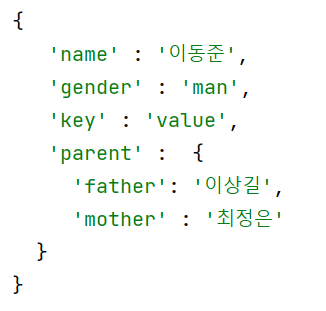 {
   'name' : '이동준',
   'gender' : 'man',
   'key' : 'value',
   'parent' :  {
     'father': '이상길',
     'mother' : '최정은'
  }
}